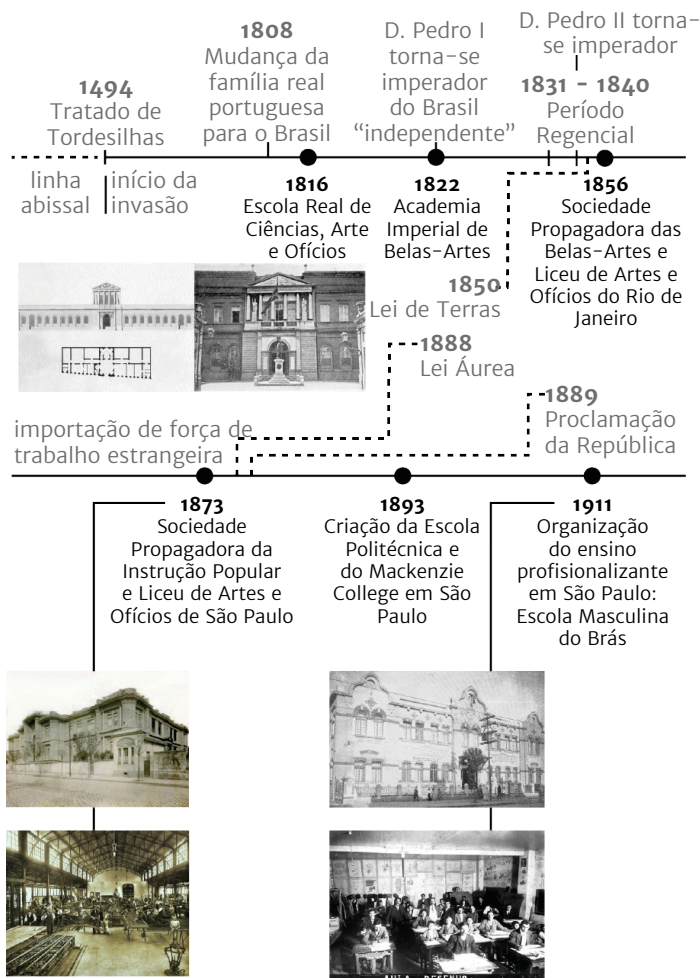 1808
Mudança da
família real
portuguesa
para o Brasil
D. Pedro I
torna-se
imperador
do Brasil
“independente”
D. Pedro II torna-
se imperador
1831 - 1840
Período
Regencial
1494
Tratado de
Tordesilhas
linha
abissal
início da
invasão
1816
Escola Real de
Ciências, Arte
e Ofícios
1822
Academia
Imperial de
Belas-Artes
1856
Sociedade
Propagadora das
Belas-Artes e
Liceu de Artes e
Ofícios do Rio de
Janeiro
1850
Lei de Terras
1888
Lei Áurea
1889
Proclamação
da República
importação de força de
trabalho estrangeira
1873
Sociedade
Propagadora da
Instrução Popular
e Liceu de Artes e
Ofícios de São Paulo
1893
Criação da Escola
Politécnica e
do Mackenzie
College em São
Paulo
1911
Organização
do ensino
profisionalizante
em São Paulo:
Escola Masculina
do Brás
AULA DESENHO